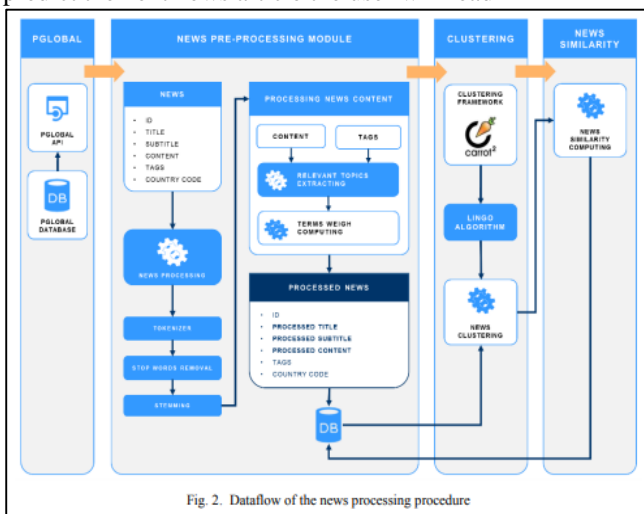 PGLOBAL
NEWS PRE-PROCESSING MODULE
CLUSTERING
NEWS
SIMILARITY
PGLOBAL
API
DB
PGLOBAL
DATABASE
NEWS
• ID
• TITLE
• SUBTITLE
• CONTENT
• TAGS
• COUNTRY CODE
NEWS PROCESSING
TOKENIZER
STOP WORDS REMOVAL
STEMMING
PROCESSING NEWS CONTENT
CONTENT
TAGS
RELEVANT TOPICS
EXTRACTING
TERMS WEIGH
COMPUTING
PROCESSED NEWS
• ID
• PROCESSED TITLE
• PROCESSED SUBTITLE
• PROCESSED CONTENT
• TAGS
• COUNTRY CODE
DB
CLUSTERING
FRAMEWORK
carrot2
LINGO
ALGORITHM
NEWS
CLUSTERING
NEWS
SIMILARITY
COMPUTING
Fig. 2. Dataflow of the news processing procedure